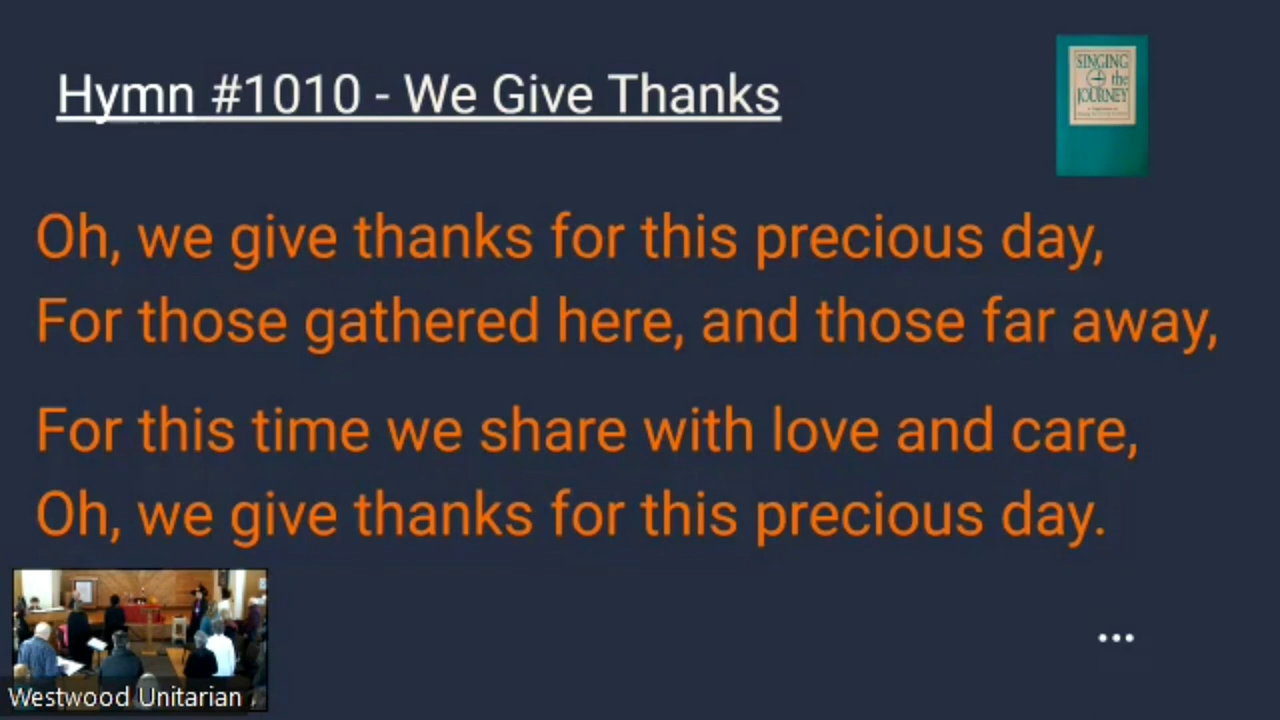 Hymn #1010 - We Give Thanks
SINGING
the
JOURNEY
Oh, we give thanks for this precious day,
For those gathered here, and those far away,
For this time we share with love and care,
Oh, we give thanks for this precious day.
...
Westwood Unitarian